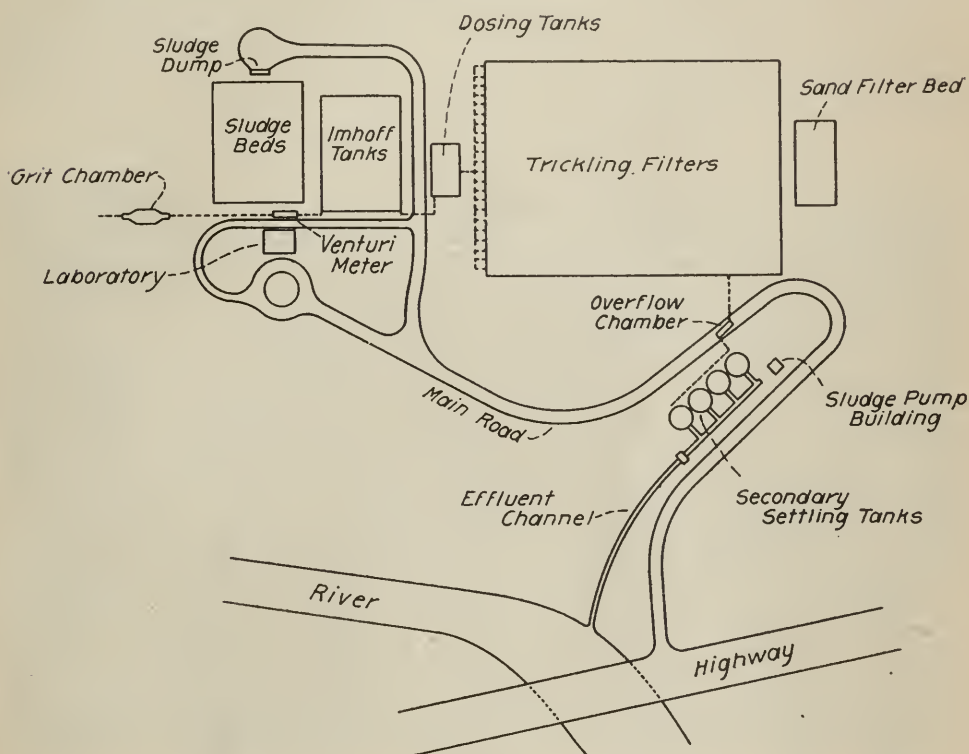 Dosing Tanks
Sludge
Dump
Sand Filter Bed
Sludge
Beds
Imhoff
Tanks
Trickling Filters
Grit Chamber
Venturi
Meter
Laboratory
Overflow
Chamber
Main Road
Sludge Pump
Building
Effluent
Channel
Secondary
Settling Tanks
River
Highway